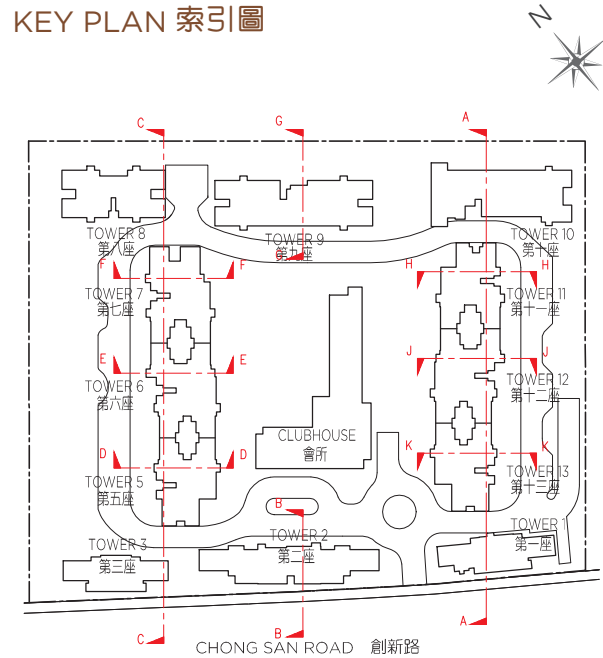 KEY PLAN 索引圖
N
C
G
A
TOWER 8
第八座
TOWER 9
第九座
G
TOWER 10
第十座
F
F
H
H
TOWER 7
第七座
TOWER 11
第十一座
E
E
J
J
TOWER 6
第六座
TOWER 12
第十二座
CLUBHOUSE
會所
D
D
K
K
TOWER 5
第五座
TOWER 13
第十三座
B
TOWER 3
第三座
TOWER 2
第二座
TOWER 1
第一座
C
B
A
CHONG SAN ROAD 創新路